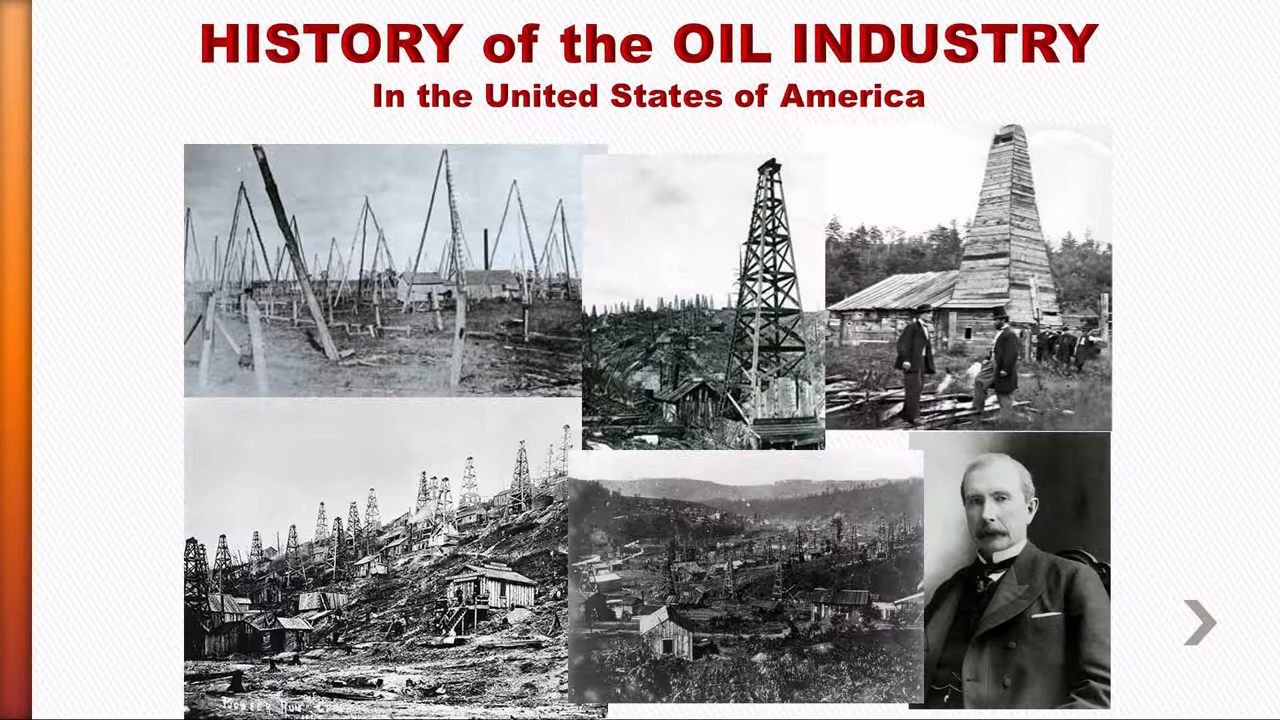 HISTORY of the OIL INDUSTRY
In the United States of America